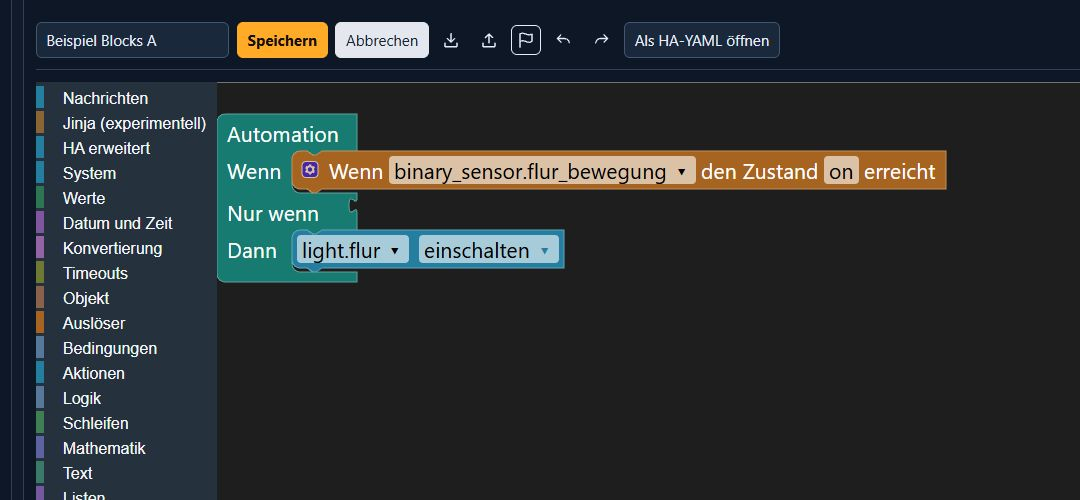 Beispiel Blocks A Speichern Abbrechen Als HA-YAML öffnen
Nachrichten
Jinja (experimentell)
HA erweitert
System
Werte
Datum und Zeit
Konvertierung
Timeouts
Objekt
Auslöser
Bedingungen
Aktionen
Logik
Schleifen
Mathematik
Text
Listen
Automation
Wenn Wenn binary_sensor.flur_bewegung den Zustand on erreicht
Nur wenn
Dann light.flur einschalten